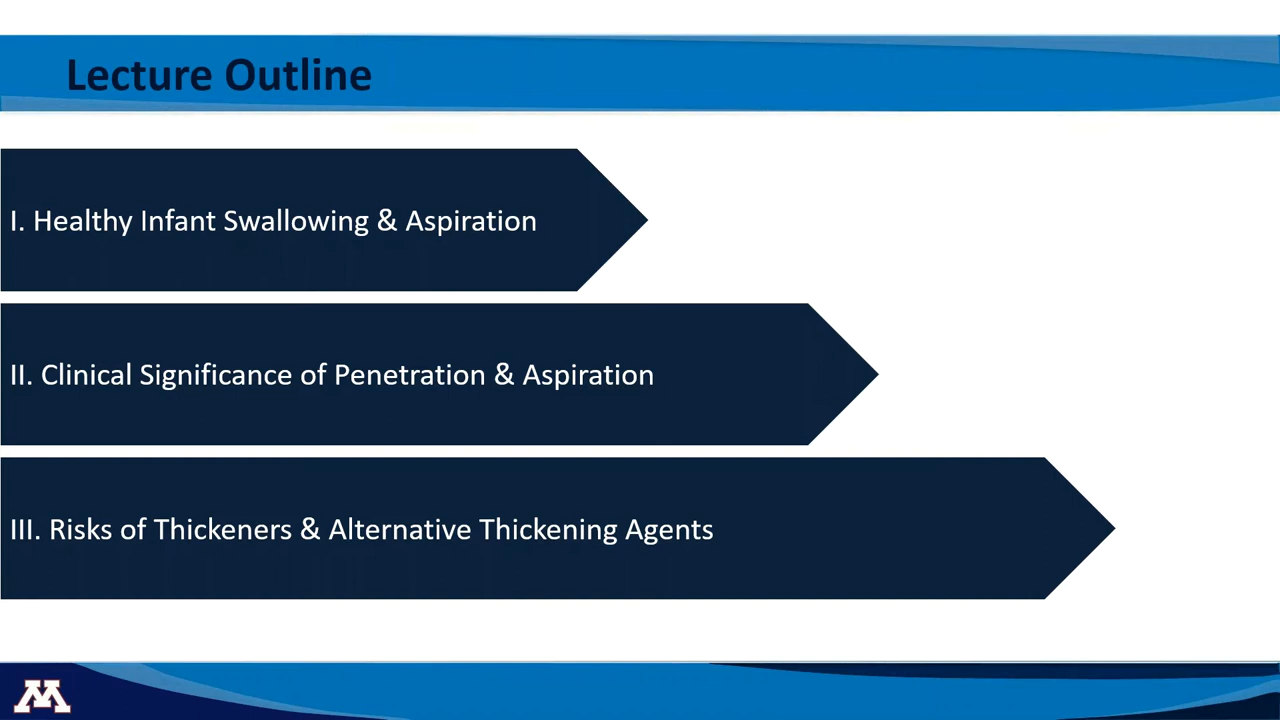 Lecture Outline
I. Healthy Infant Swallowing & Aspiration
II. Clinical Significance of Penetration & Aspiration
III. Risks of Thickeners & Alternative Thickening Agents
M